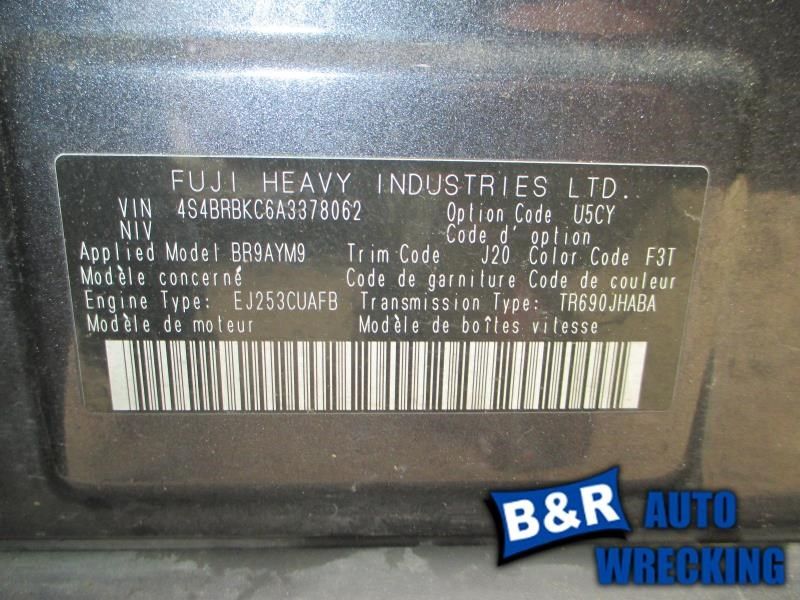 FUJI HEAVY INDUSTRIES LTD.
VIN 4S4BRBKC6A3378062 Option Code U5CY
NIV Code d'option
Applied Model BR9AYM9 Trim Code J20 Color Code F3T
Modèle concerné Code de garniture Code de couleur
Engine Type: EJ253CUAFB Transmission Type: TR690JHABA
Modèle de moteur Modèle de boîtes vitesse
B&R AUTO
WRECKING